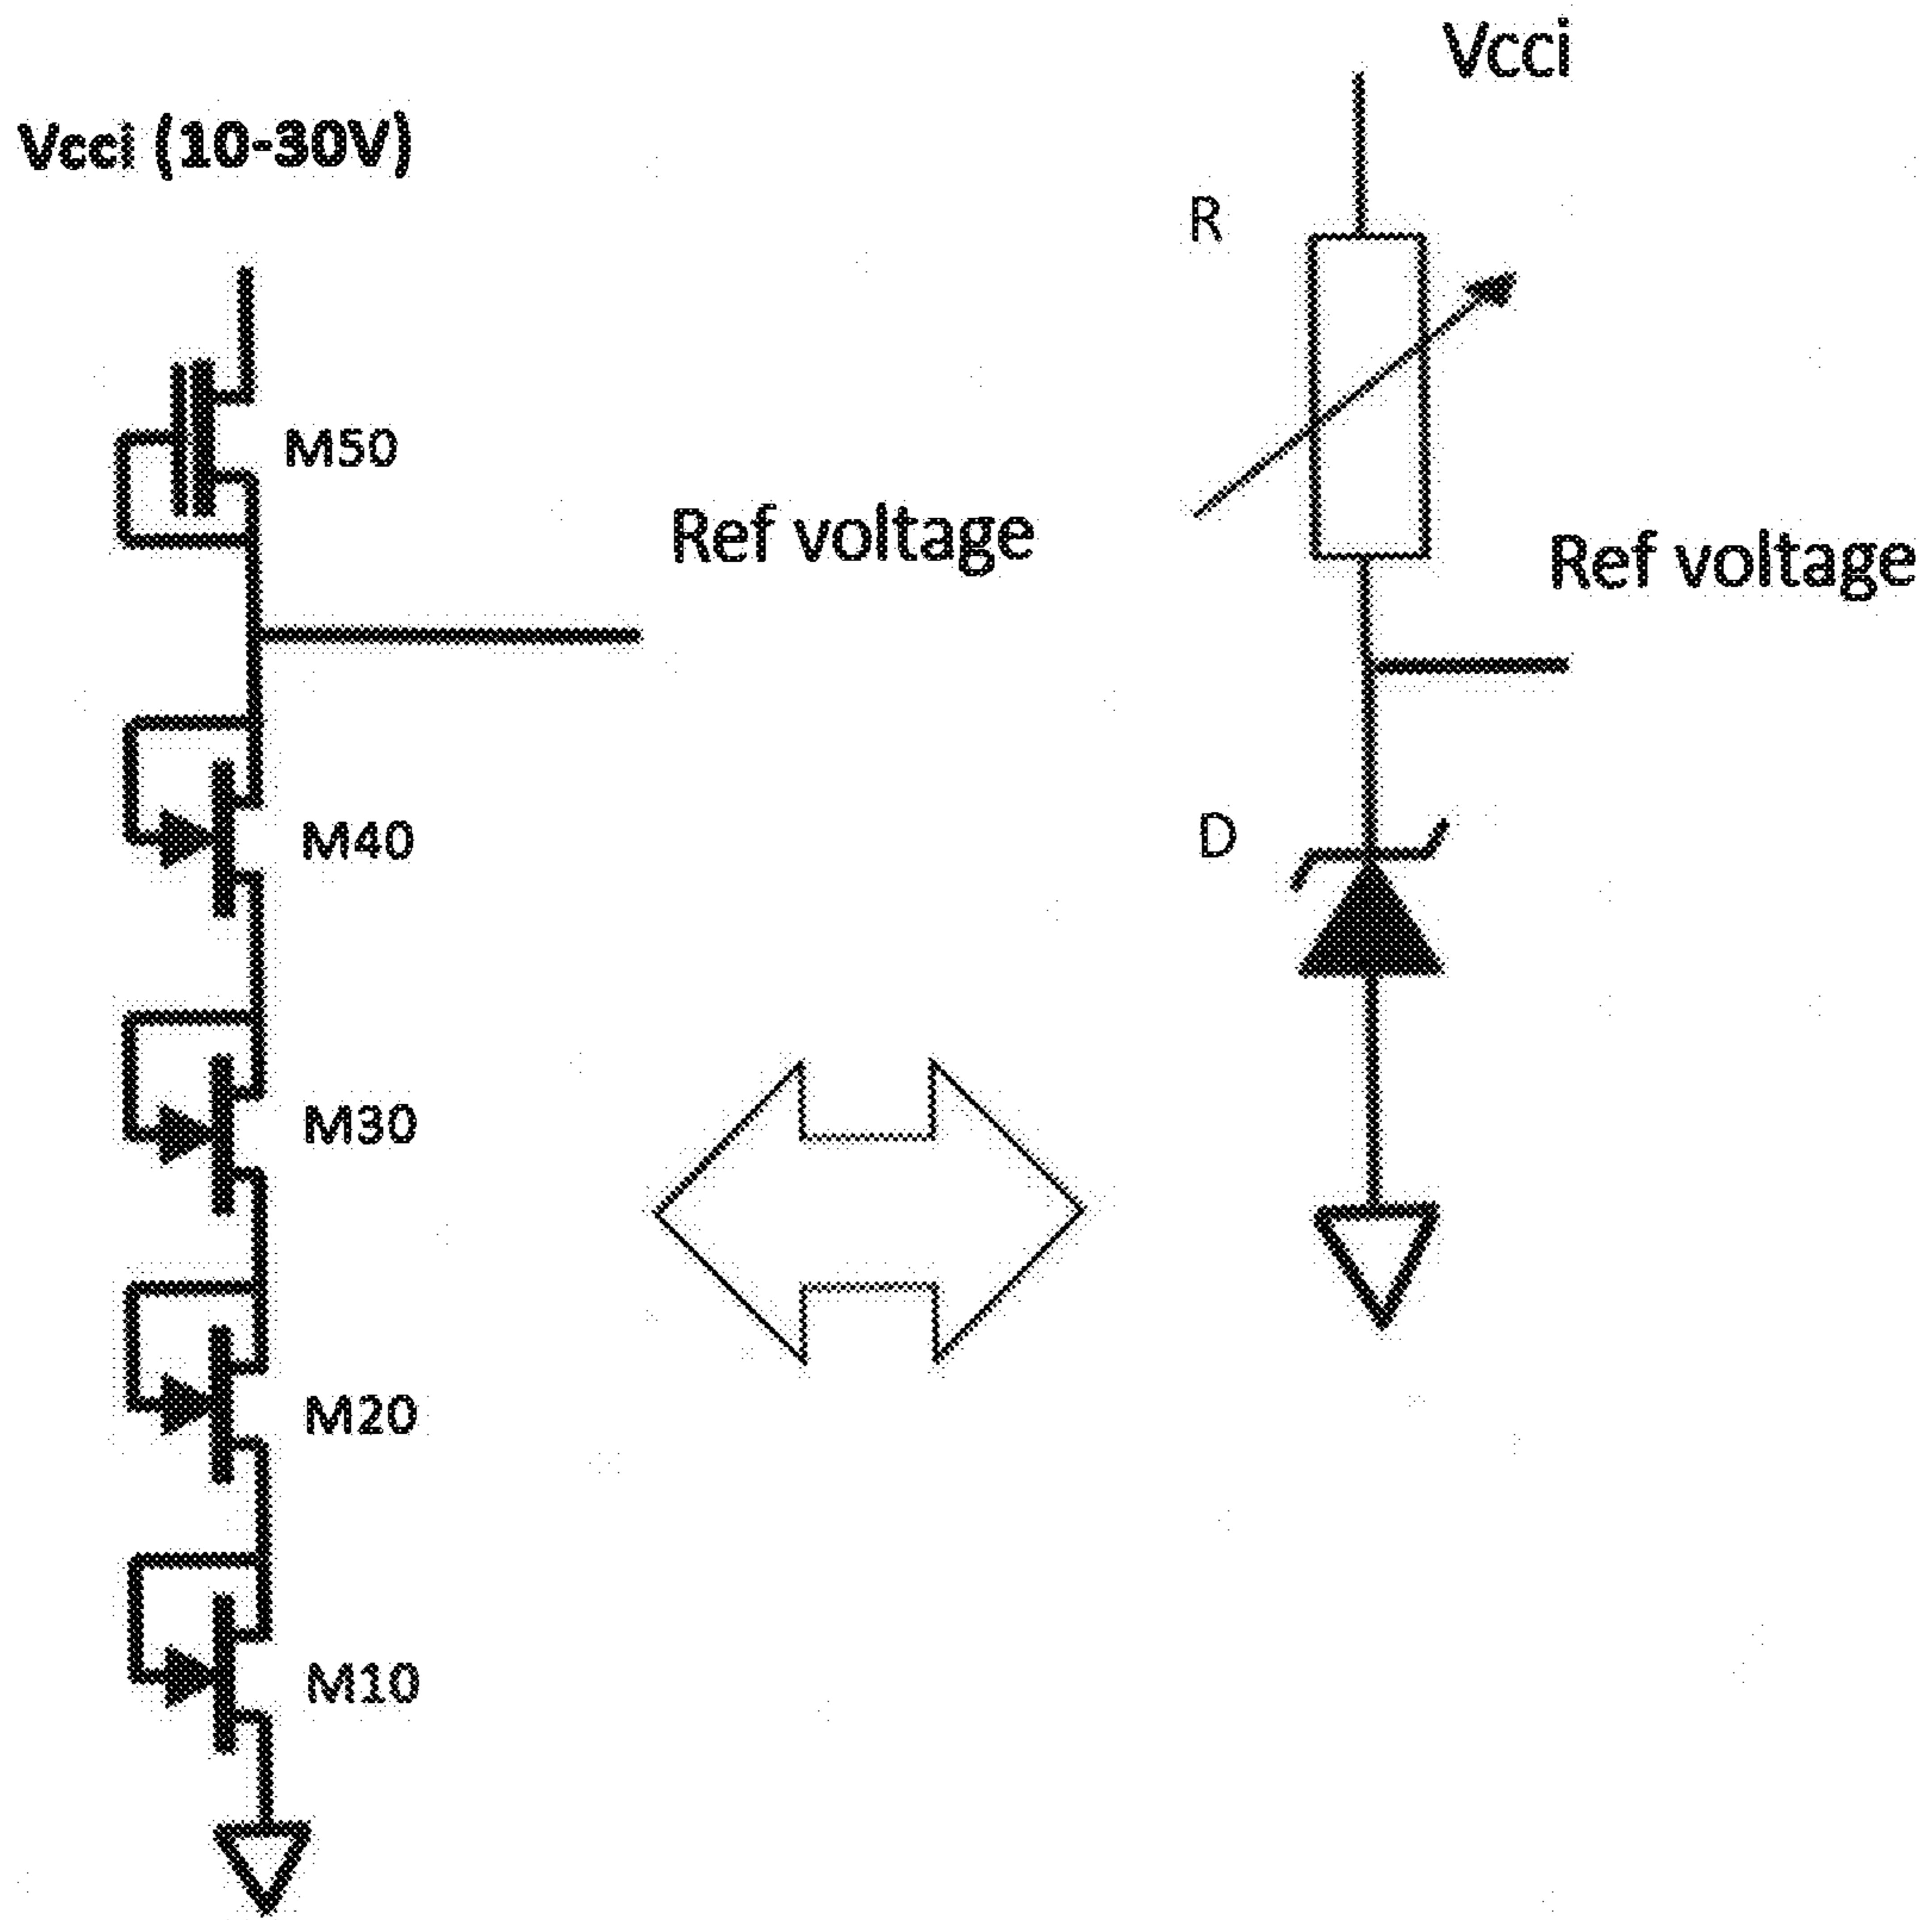 Vcci (10-30V)
M50
Ref voltage
M40
M30
M20
M10
Vcci
R
Ref voltage
D